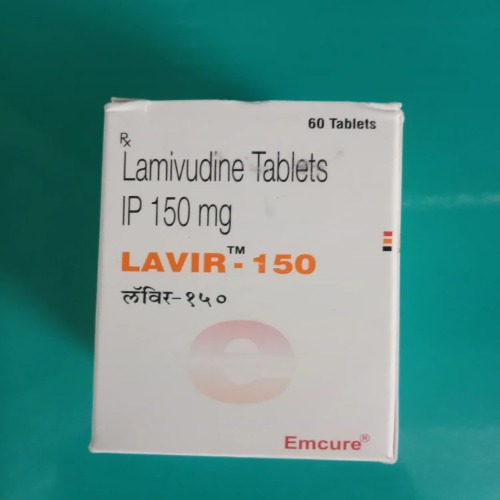 60 Tablets
Rx
Lamivudine Tablets
IP 150 mg
LAVIR™-150
लॅविर-१५०
Emcure®